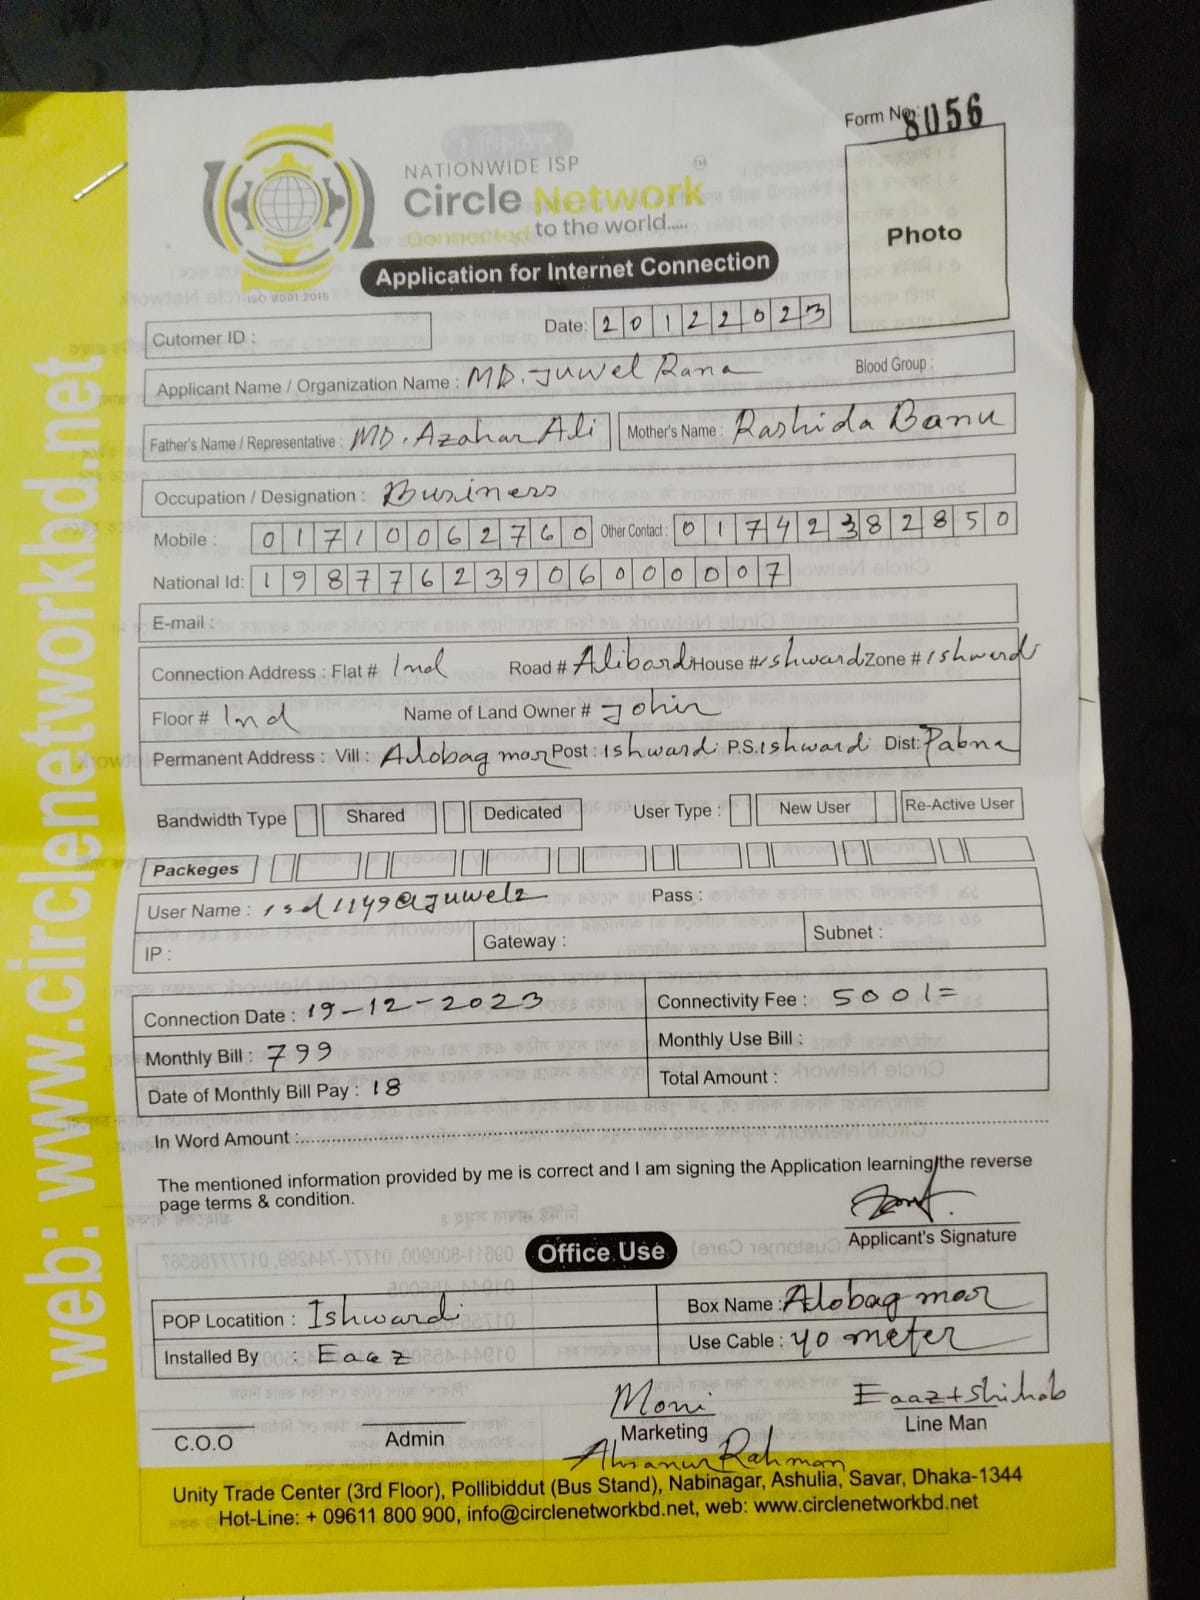 Form No: 8056
NATIONWIDE ISP
Circle Network
TM
Connected to the world.....
ISO 9001:2015
Photo
Application for Internet Connection
Cutomer ID :
Date: 20122023
Applicant Name / Organization Name : MD. Juwel Rana Blood Group :
Father's Name / Representative : MD. Azahar Ali Mother's Name : Rashida Banu
Occupation / Designation : Business
Mobile : 01710062760 Other Contact : 01742382850
National Id: 19877623906000007
E-mail :
Connection Address : Flat # Ind Road # Alibard House # Ishwardi Zone # Ishwardi
Floor # Ind Name of Land Owner # Johir
Permanent Address : Vill : Alobag mor Post : Ishwardi P.S. Ishwardi Dist: Pabna
Bandwidth Type Shared Dedicated User Type : New User Re-Active User
Packeges
User Name : isd1149@juwel2 Pass :
IP : Gateway : Subnet :
Connection Date : 19-12-2023 Connectivity Fee : 500/=
Monthly Bill : 799 Monthly Use Bill :
Date of Monthly Bill Pay : 18 Total Amount :
In Word Amount :
The mentioned information provided by me is correct and I am signing the Application learning/the reverse
page terms & condition.
Applicant's Signature
Office Use
POP Locatition : Ishwardi Box Name : Alobag mor
Installed By : Eaaz Use Cable : 40 meter
Moni Eaaz+Shihab
C.O.O Admin Marketing Line Man
Ahsanur Rahman
Unity Trade Center (3rd Floor), Pollibiddut (Bus Stand), Nabinagar, Ashulia, Savar, Dhaka-1344
Hot-Line: + 09611 800 900, info@circlenetworkbd.net, web: www.circlenetworkbd.net
web: www.circlenetworkbd.net